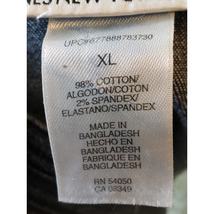 UPC#677888783730
XL
98% COTTON/
ALGODON/COTON
2% SPANDEX/
ELASTANO/SPANDEX
MADE IN
BANGLADESH
HECHO EN
BANGLADESH
FABRIQUE EN
BANGLADESH
RN 54050
CA 08349